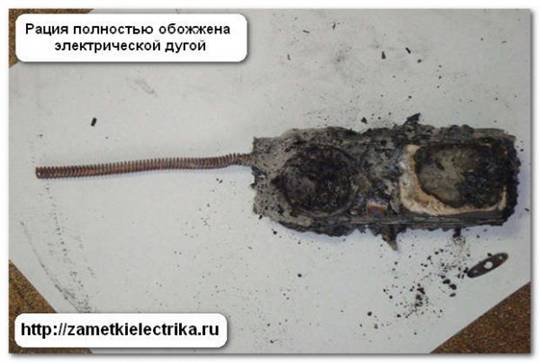 Рация полностью обожжена
электрической дугой
http://zametkielectrika.ru